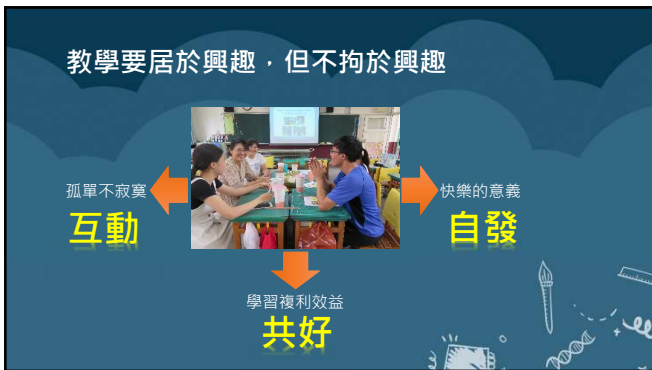 教學要居於興趣，但不拘於興趣
孤單不寂寞
互動
快樂的意義
自發
學習複利效益
共好